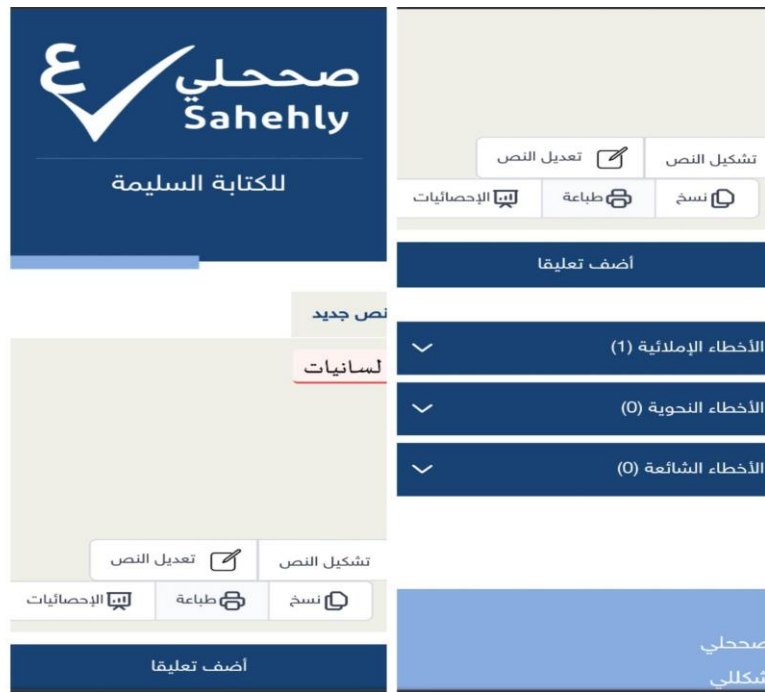 صححلي ع
Sahehly
للكتابة السليمة
نص جديد
لسانيات
تشكيل النص
تعديل النص
نسخ
طباعة
الإحصائيات
أضف تعليقا
تشكيل النص
تعديل النص
نسخ
طباعة
الإحصائيات
أضف تعليقا
الأخطاء الإملائية (1)
الأخطاء النحوية (0)
الأخطاء الشائعة (0)
صححلي
شكللي